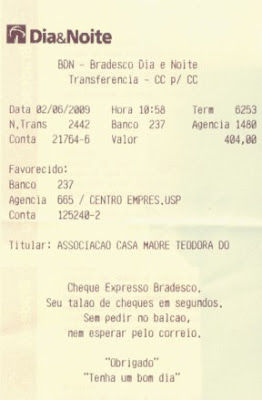 Dia&Noite
BDN - Bradesco Dia e Noite
Transferencia - CC p/ CC
Data 02/06/2009 Hora 10:58 Term 6253
N.Trans 2442 Banco 237 Agencia 1480
Conta 21764-6 Valor 404,00
Favorecido:
Banco 237
Agencia 665 / CENTRO EMPRES.USP
Conta 125240-2
Titular: ASSOCIACAO CASA MADRE TEODORA DO
Cheque Expresso Bradesco.
Seu talao de cheques em segundos.
Sem pedir no balcao,
nem esperar pelo correio.
"Obrigado"
"Tenha um bom dia"